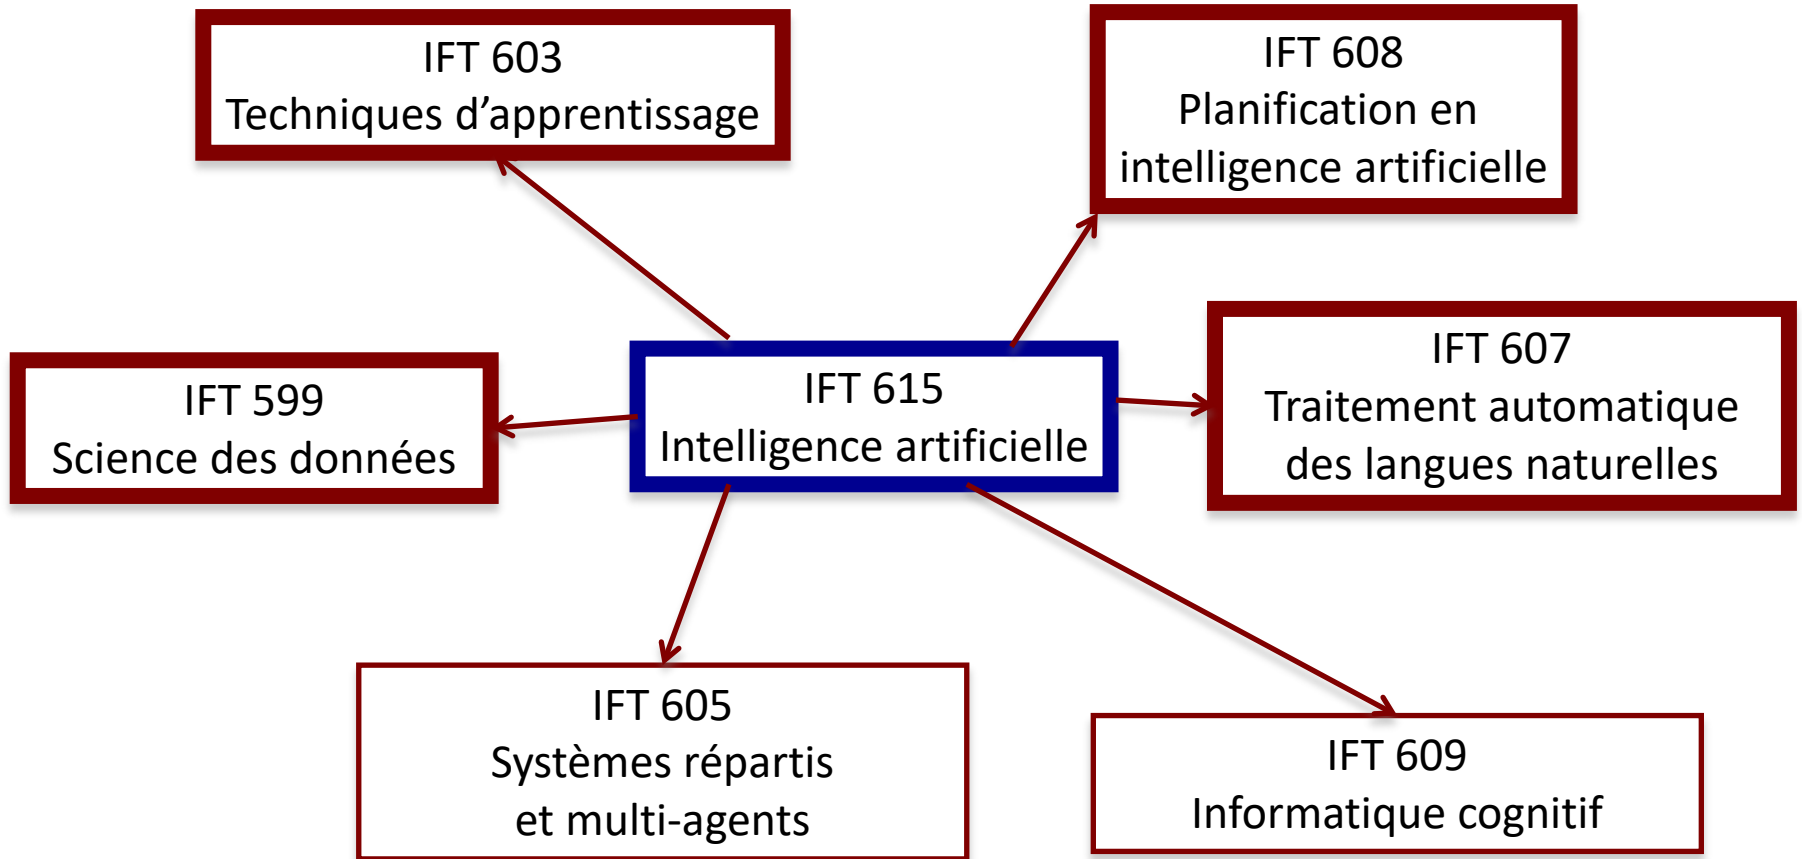 IFT 603
Techniques d’apprentissage
IFT 608
Planification en
intelligence artificielle
IFT 599
Science des données
IFT 615
Intelligence artificielle
IFT 607
Traitement automatique
des langues naturelles
IFT 605
Systèmes répartis
et multi-agents
IFT 609
Informatique cognitif